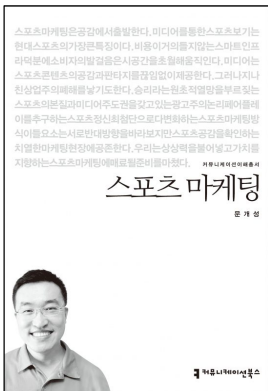 스포츠마케팅은공감에서출발한다.미디어를통한스포츠보기는
현대스포츠의가장큰특징이다.비용이거의들지않는스마트인프
라덕분에소비자의발걸음은시공간을초월해움직인다.미디어는
스포츠콘텐츠의공감과판타지를끊임없이제공한다.그러나지나
친상업주의폐해를낳기도한다.승리라는원초적열망을부르짖는
스포츠의본질과미디어주도권을갖고있는광고주의논리페어플레
이를추구하는스포츠정신최첨단으로다변화하는스포츠마케팅방
식이들요소는서로반대방향을바라보지만스포츠공감을확인하는
치열한마케팅현장에공존한다.우리는상상력을불어넣고가치를
지향하는스포츠마케팅에매료될준비를마쳤다.
커뮤니케이션이해총서
스포츠 마케팅
문개성
커뮤니케이션북스